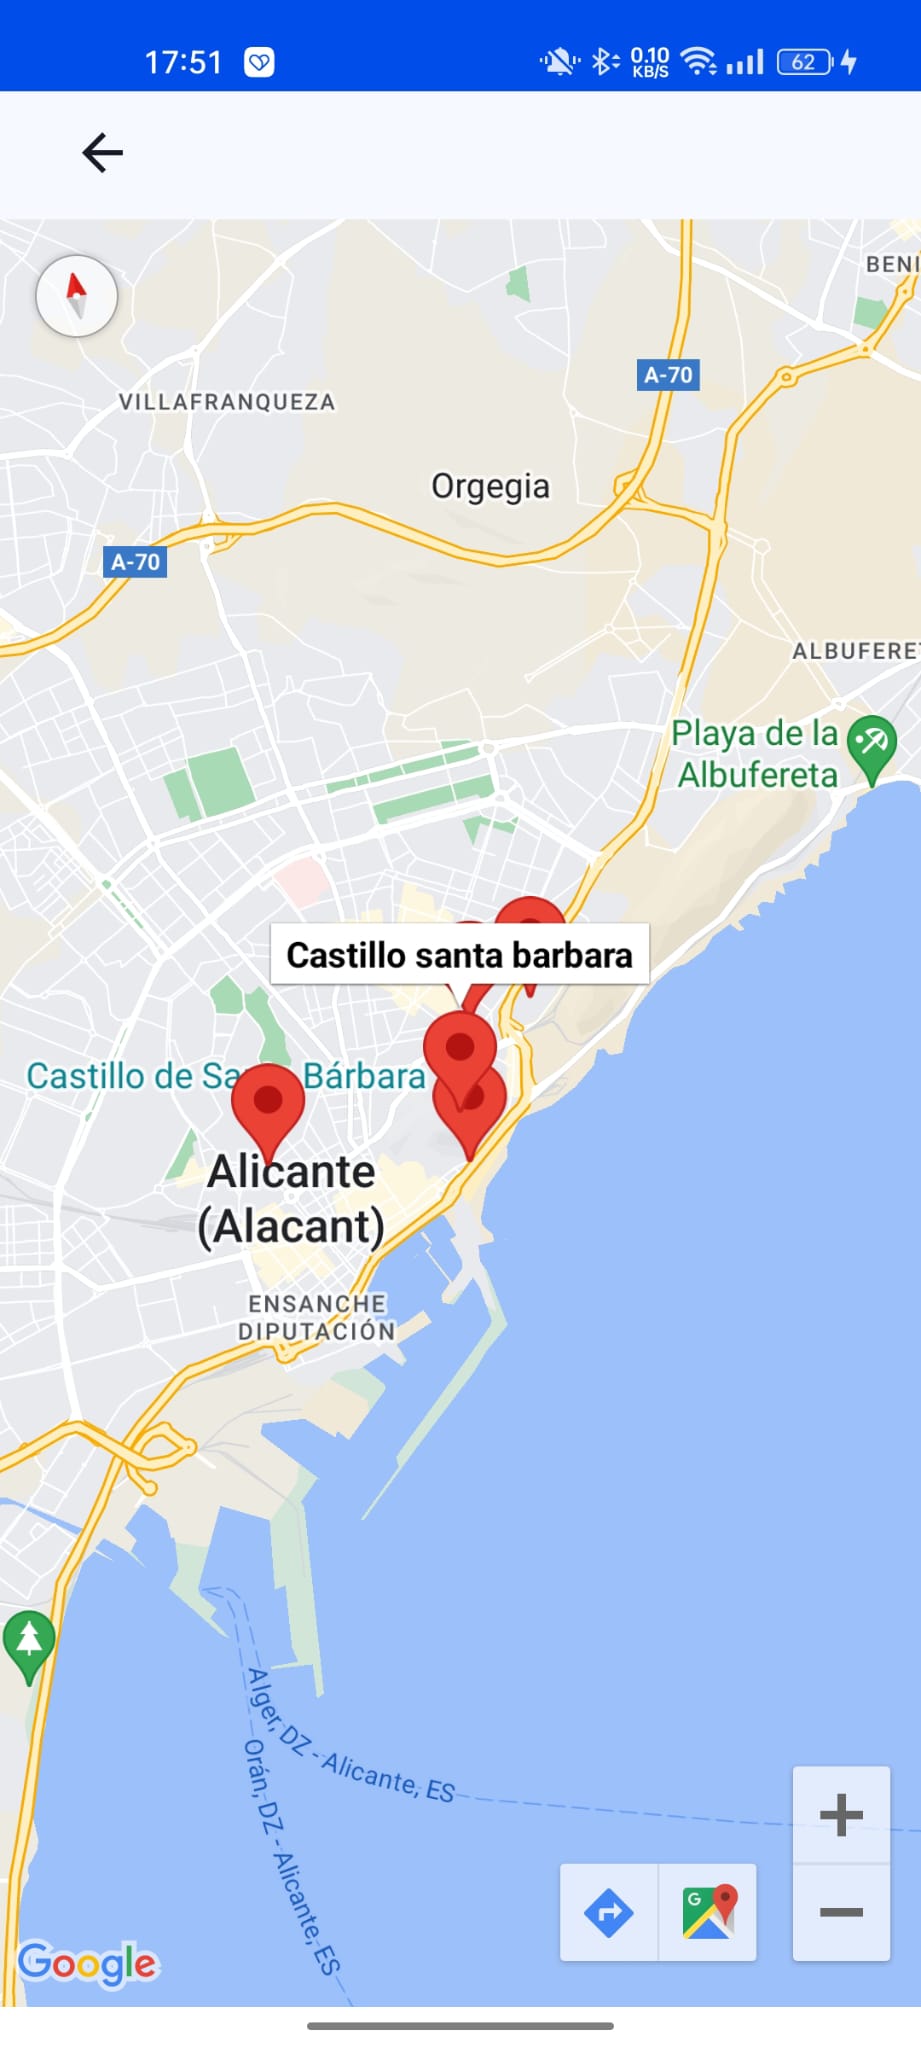 17:51
0.10
KB/S
62
BENI
A-70
VILLAFRANQUEZA
Orgegia
A-70
ALBUFERE
Playa de la
Albufereta
Castillo santa barbara
Castillo de Sa Bárbara
Alicante
(Alacant)
ENSANCHE
DIPUTACIÓN
Alger, DZ - Alicante, ES
Orán, DZ - Alicante, ES
G
Google